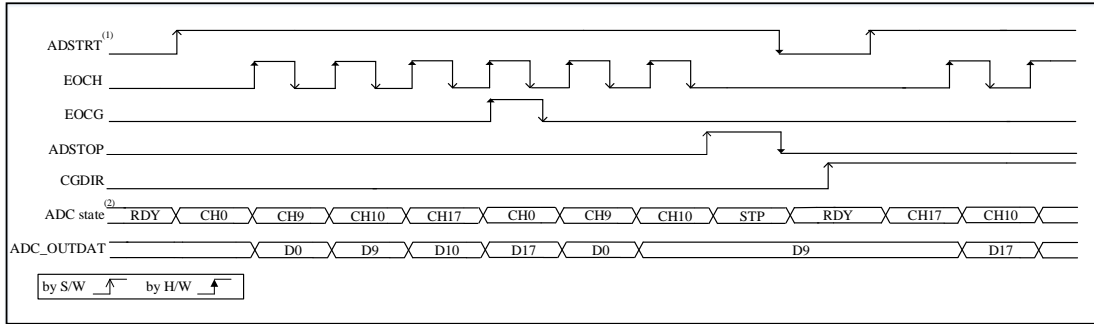 ADSTRT(1)
EOCH
EOCG
ADSTOP
CGDIR
ADC state(2) RDY CH0 CH9 CH10 CH17 CH0 CH9 CH10 STP RDY CH17 CH10
ADC_OUTDAT D0 D9 D10 D17 D0 D9 D17
by S/W by H/W